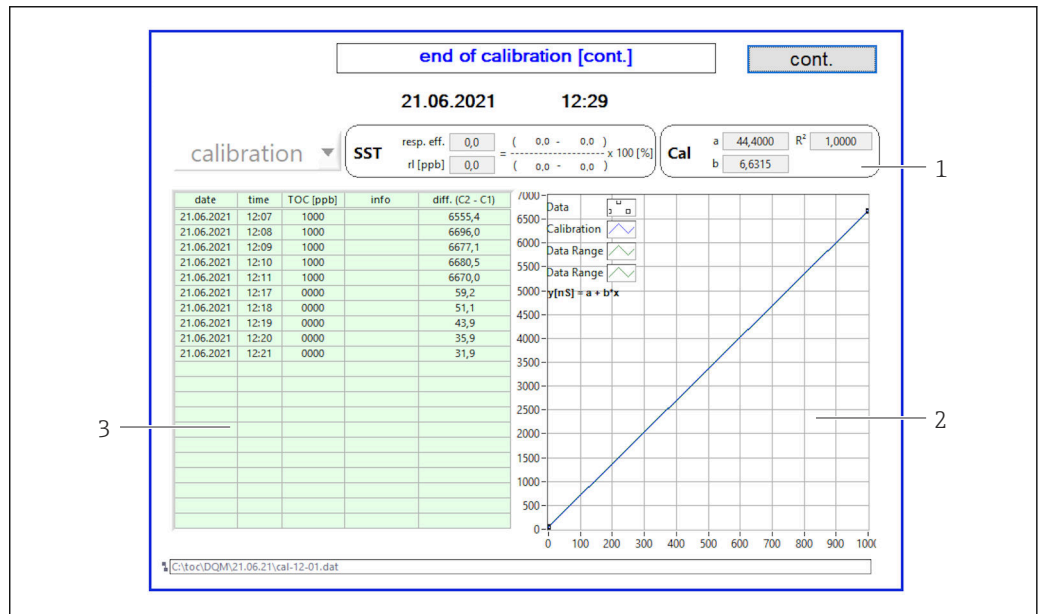 end of calibration [cont.]
cont.
21.06.2021 12:29
calibration
SST
resp. eff. 0,0
rl [ppb] 0,0
=
( 0,0 - 0,0 )
( 0,0 - 0,0 )
x 100 [%]
Cal
a 44,4000 R² 1,0000
b 6,6315
1
date time TOC [ppb] info diff. (C2 - C1)
21.06.2021 12:07 1000 6555,4
21.06.2021 12:08 1000 6696,0
21.06.2021 12:09 1000 6677,1
21.06.2021 12:10 1000 6680,5
21.06.2021 12:11 1000 6670,0
21.06.2021 12:17 0000 59,2
21.06.2021 12:18 0000 51,1
21.06.2021 12:19 0000 43,9
21.06.2021 12:20 0000 35,9
21.06.2021 12:21 0000 31,9
3
7000
6500
6000
5500
5000
4500
4000
3500
3000
2500
2000
1500
1000
500
0
Data
Calibration
Data Range
Data Range
y[nS] = a + b*x
2
0 100 200 300 400 500 600 700 800 900 1000
C:\toc\DQM\21.06.21\cal-12-01.dat